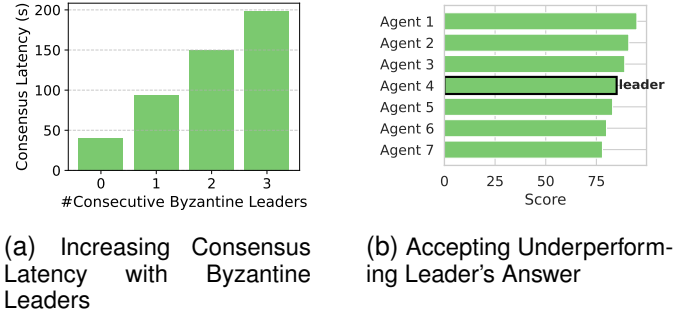 Consensus Latency (s)
200
150
100
50
0
0 1 2 3
#Consecutive Byzantine Leaders
(a) Increasing Consensus
Latency with Byzantine
Leaders
Agent 1
Agent 2
Agent 3
Agent 4
leader
Agent 5
Agent 6
Agent 7
0 25 50 75
Score
(b) Accepting Underperform-
ing Leader's Answer